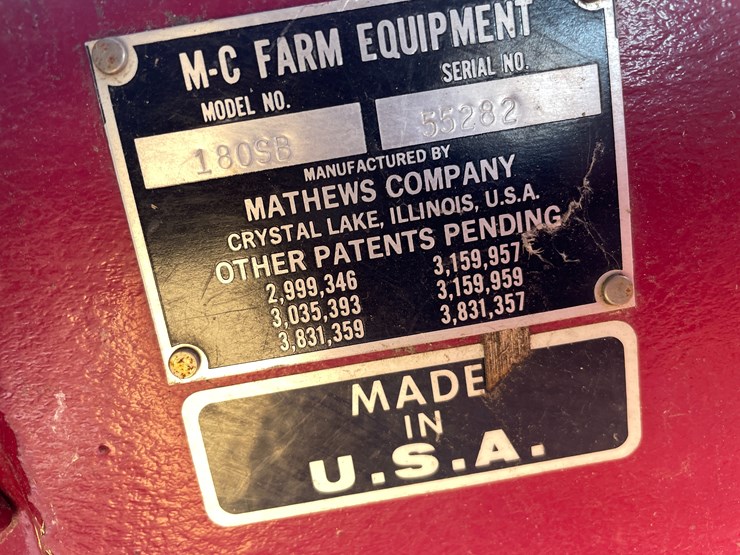 M-C FARM EQUIPMENT
MODEL NO.
SERIAL NO.
180SB
55282
MANUFACTURED BY
MATHEWS COMPANY
CRYSTAL LAKE, ILLINOIS, U.S.A.
OTHER PATENTS PENDING
2,999,346 3,159,957
3,035,393 3,159,959
3,831,359 3,831,357
MADE
IN
U.S.A.